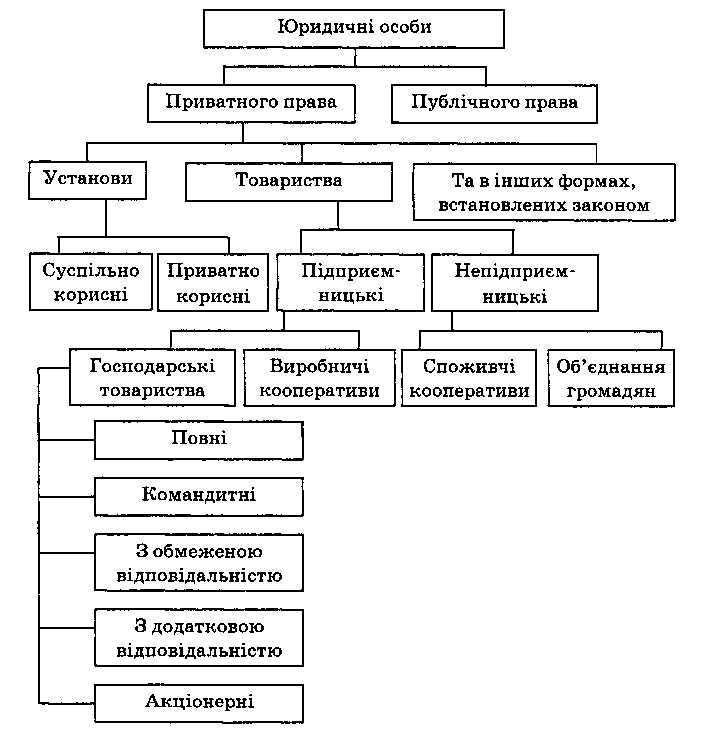 Юридичні особи
Приватного права
Публічного права
Установи
Товариства
Та в інших формах,
встановлених законом
Суспільно
корисні
Приватно
корисні
Підприєм-
ницькі
Непідприєм-
ницькі
Господарські
товариства
Виробничі
кооперативи
Споживчі
кооперативи
Об’єднання
громадян
Повні
Командитні
З обмеженою
відповідальністю
З додатковою
відповідальністю
Акціонерні